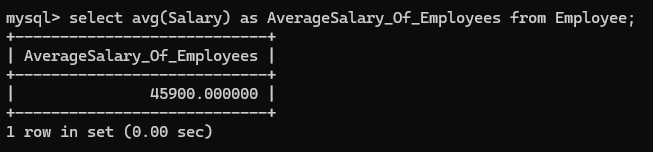 mysql> select avg(Salary) as AverageSalary_Of_Employees from Employee;
+----------------------------+
| AverageSalary_Of_Employees |
+----------------------------+
|               45900.000000 |
+----------------------------+
1 row in set (0.00 sec)